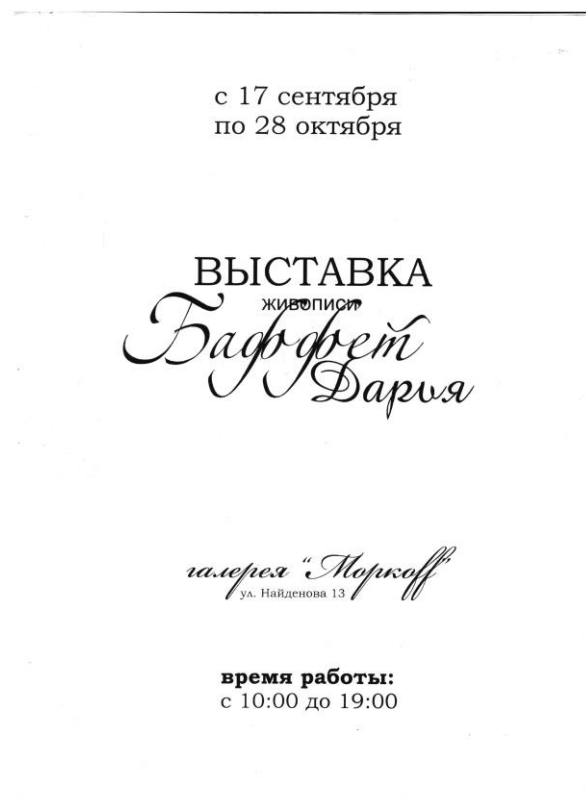 с 17 сентября
по 28 октября
ВЫСТАВКА
живописи
Баффет
Дарья
галерея “Моркоff”
ул. Найденова 13
время работы:
с 10:00 до 19:00